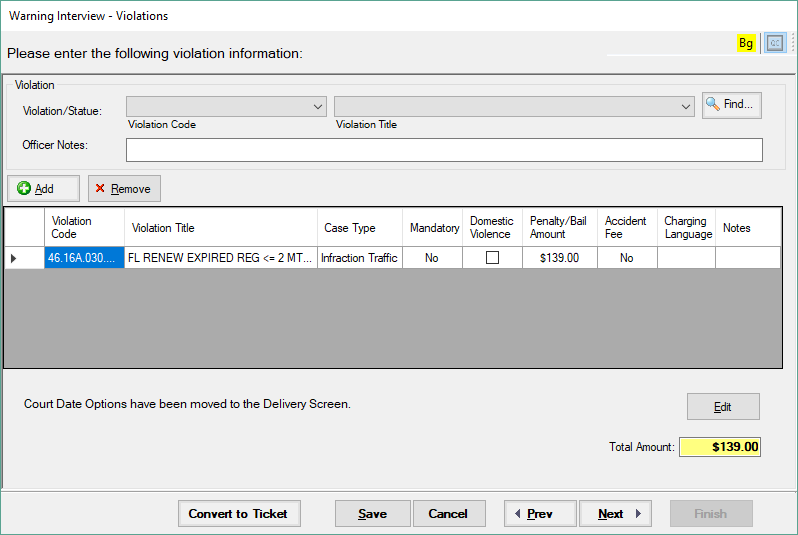 Warning Interview - Violations
Please enter the following violation information:
Bg
QC
Violation
Violation/Statue:
Violation Code
Violation Title
Find...
Officer Notes:
Add
Remove
Violation Code
Violation Title
Case Type
Mandatory
Domestic Violence
Penalty/Bail Amount
Accident Fee
Charging Language
Notes
46.16A.030....
FL RENEW EXPIRED REG <= 2 MT...
Infraction Traffic
No
$139.00
No
Court Date Options have been moved to the Delivery Screen.
Edit
Total Amount:
$139.00
Convert to Ticket
Save
Cancel
Prev
Next
Finish